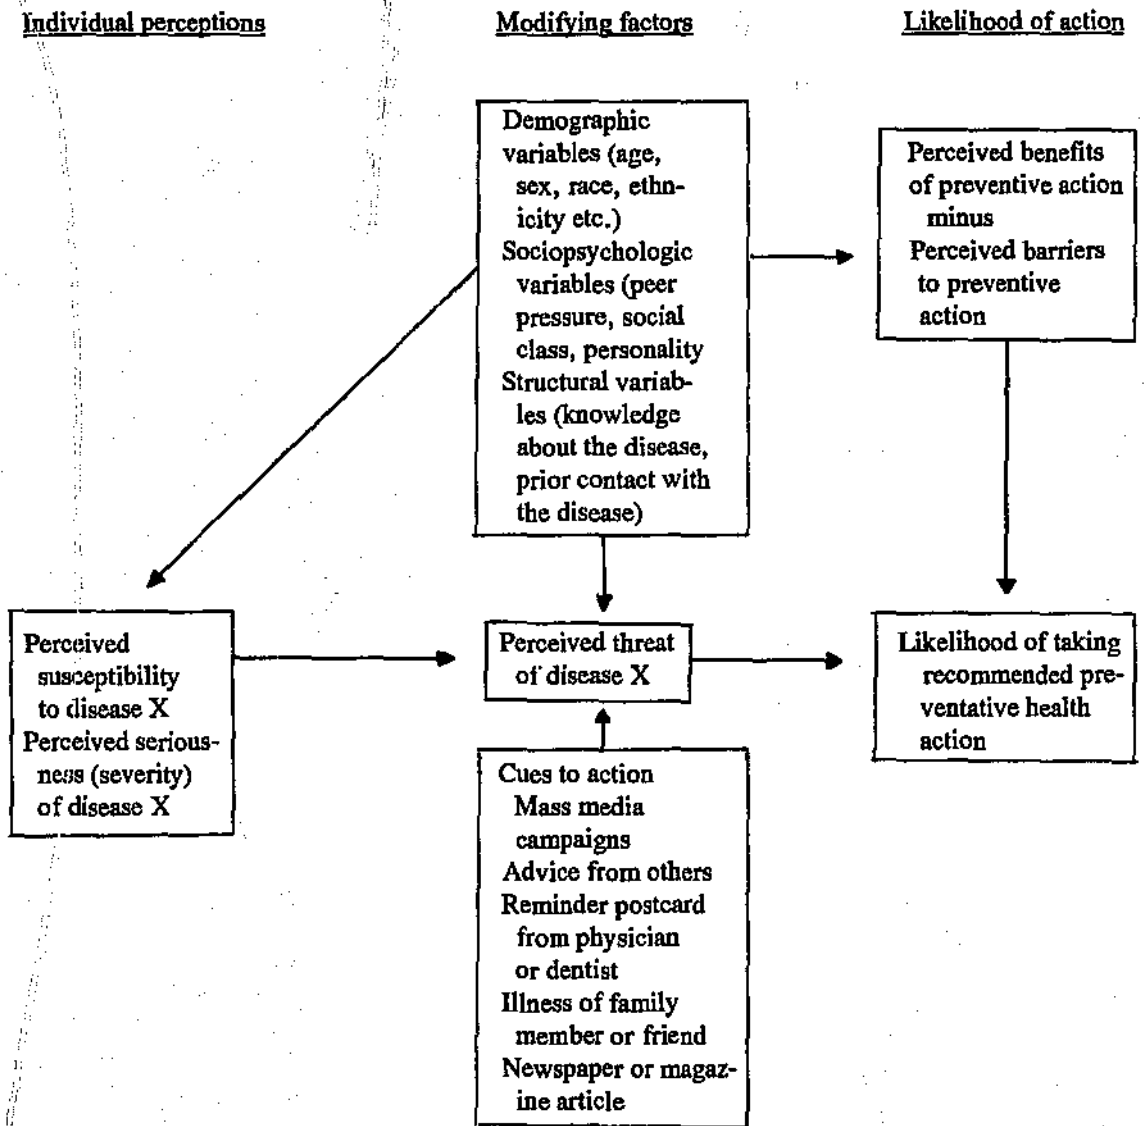 Individual perceptions
Modifying factors
Likelihood of action
Demographic
variables (age,
sex, race, ethn-
icity etc.)
Sociopsychologic
variables (peer
pressure, social
class, personality
Structural variab-
les (knowledge
about the disease,
prior contact with
the disease)
Perceived benefits
of preventive action
minus
Perceived barriers
to preventive
action
Perceived
susceptibility
to disease X
Perceived serious-
ness (severity)
of disease X
Perceived threat
of disease X
Likelihood of taking
recommended pre-
ventative health
action
Cues to action
Mass media
campaigns
Advice from others
Reminder postcard
from physician
or dentist
Illness of family
member or friend
Newspaper or magaz-
ine article